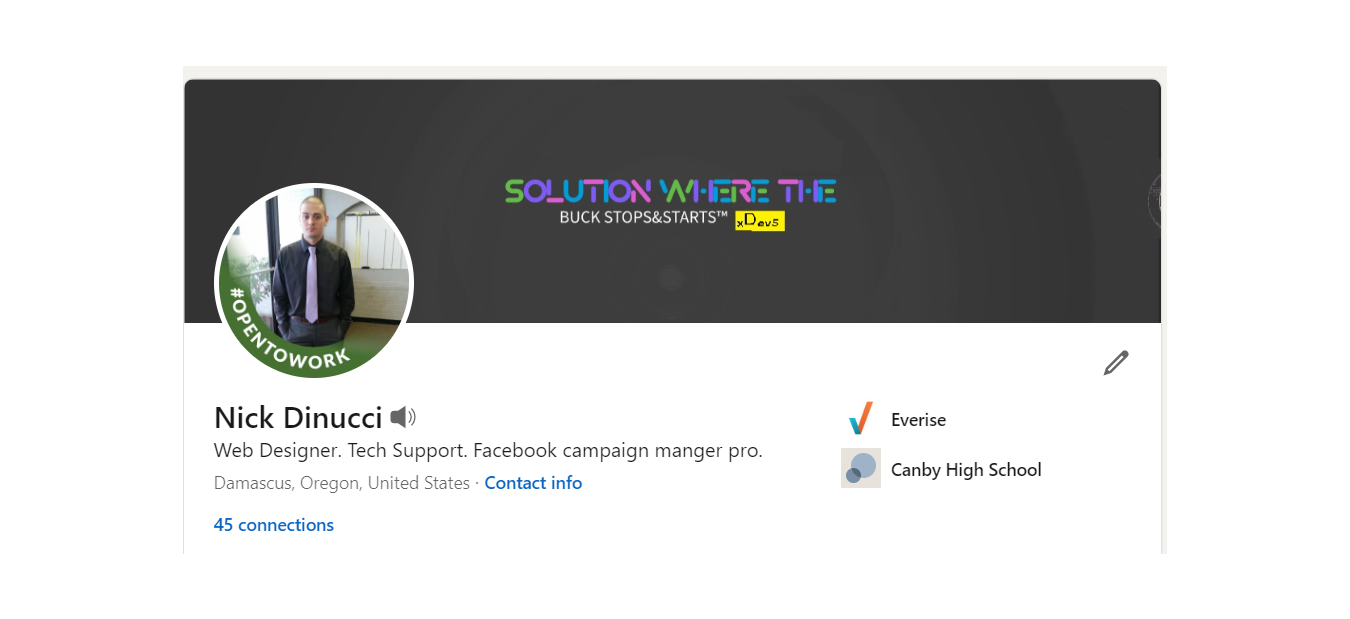 SOLUTION WHERE THE
BUCK STOPS&STARTS™ xDev5
#OPENTOWORK
Nick Dinucci
Web Designer. Tech Support. Facebook campaign manger pro.
Damascus, Oregon, United States · Contact info
45 connections
Everise
Canby High School